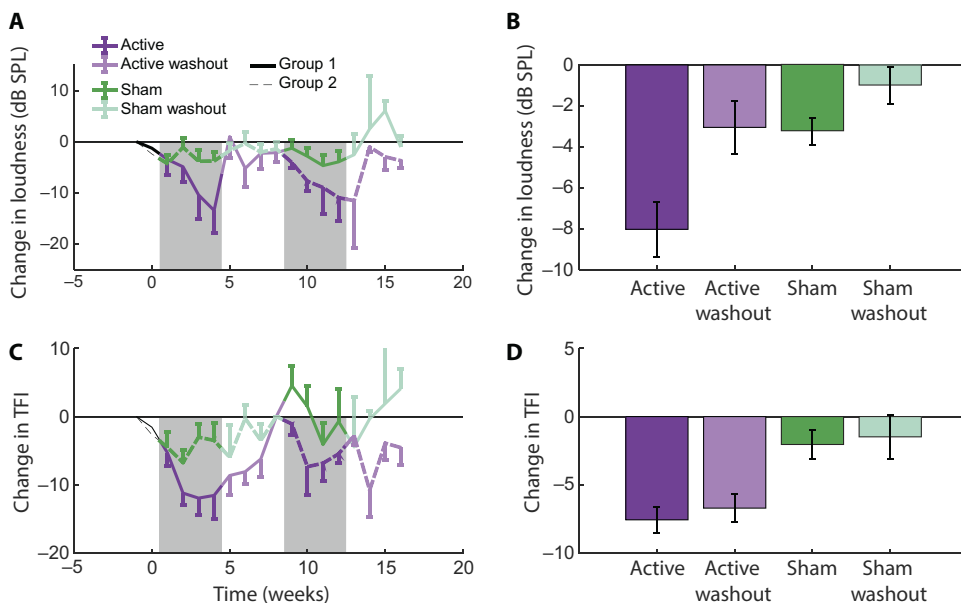 A
Active
Active washout
Sham
Sham washout
Group 1
Group 2
Change in loudness (dB SPL)
10
0
–10
–20
–5
0
5
10
15
20
B
Change in loudness (dB SPL)
0
–2
–4
–6
–8
–10
Active
Active
washout
Sham
Sham
washout
C
Change in TFI
10
0
–10
–20
–5
0
5
10
15
20
Time (weeks)
D
Change in TFI
5
0
–5
–10
Active
Active
washout
Sham
Sham
washout